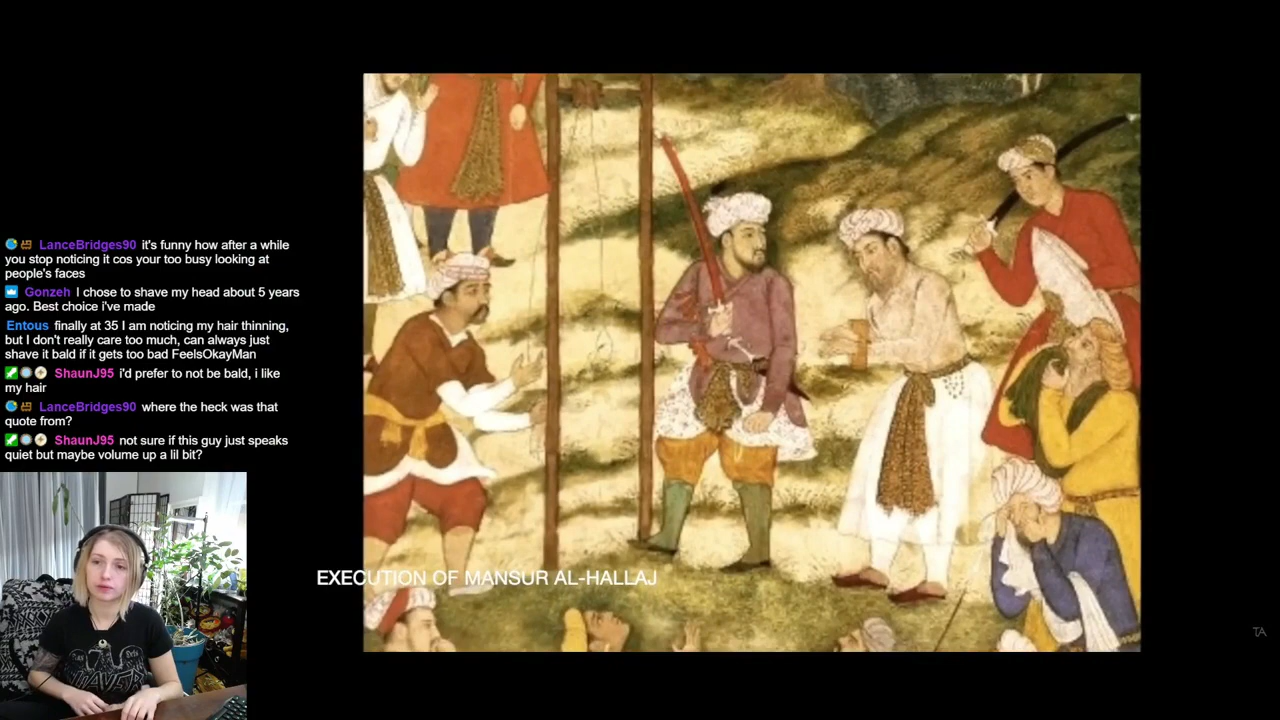 LanceBridges90 it's funny how after a while
you stop noticing it cos your too busy looking at
people's faces
Gonzeh I chose to shave my head about 5 years
ago. Best choice i've made
Entous finally at 35 I am noticing my hair thinning,
but I don't really care too much, can always just
shave it bald if it gets too bad FeelsOkayMan
ShaunJ95 i'd prefer to not be bald, i like
my hair
LanceBridges90 where the heck was that
quote from?
ShaunJ95 not sure if this guy just speaks
quiet but maybe volume up a lil bit?
EXECUTION OF MANSUR AL-HALLAJ
TA